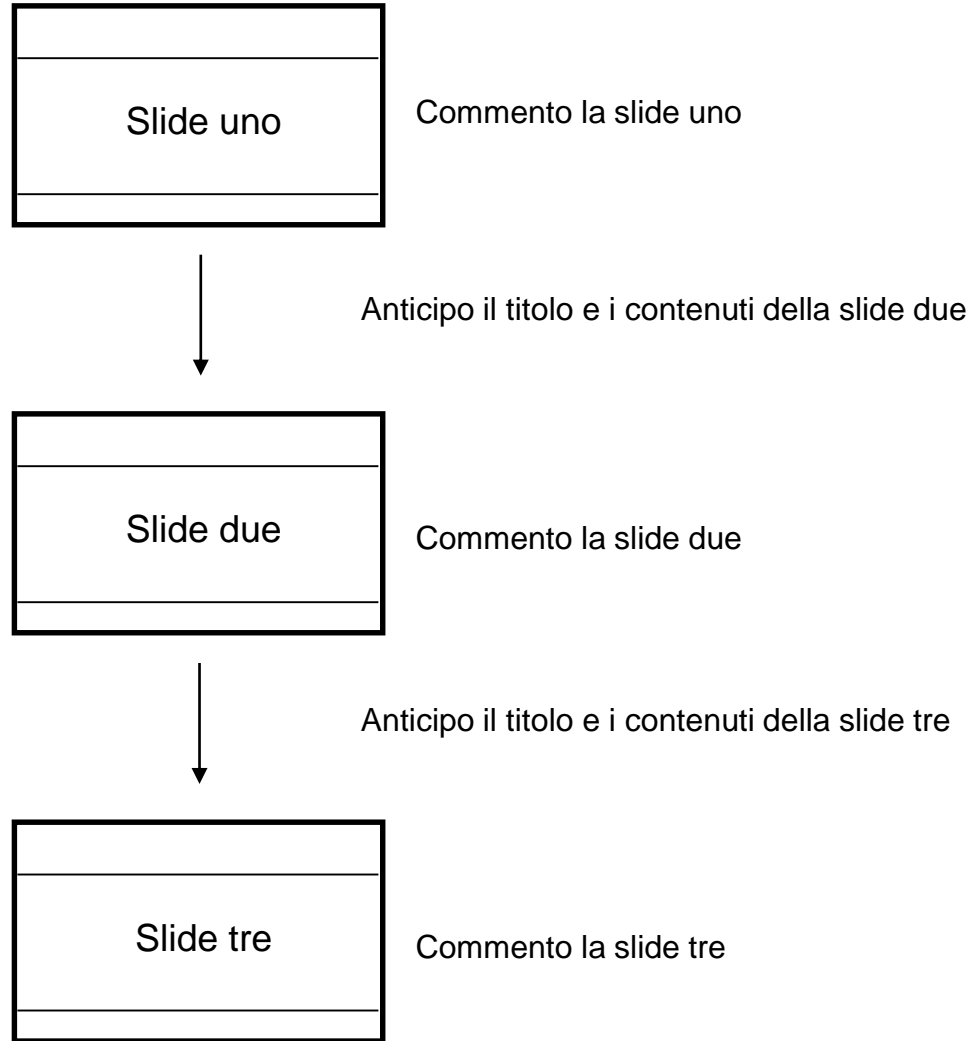 Slide uno
Commento la slide uno
Anticipo il titolo e i contenuti della slide due
Slide due
Commento la slide due
Anticipo il titolo e i contenuti della slide tre
Slide tre
Commento la slide tre